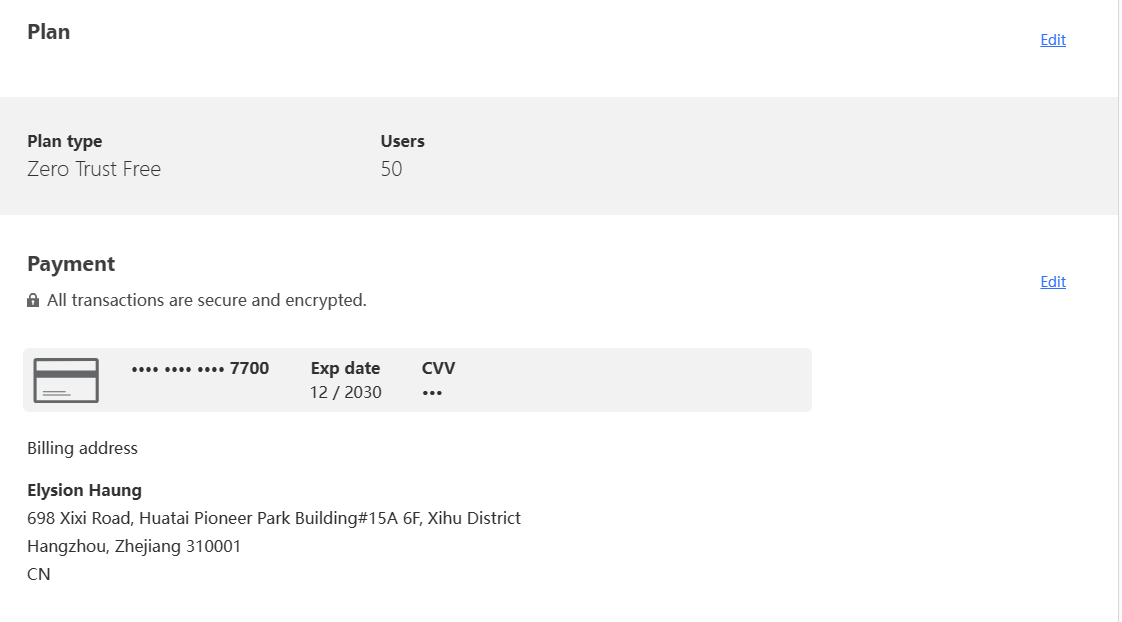 Plan
Edit
Plan type
Users
Zero Trust Free
50
Payment
Edit
All transactions are secure and encrypted.
•••• •••• •••• 7700
Exp date
CVV
12 / 2030
•••
Billing address
Elysion Haung
698 Xixi Road, Huatai Pioneer Park Building#15A 6F, Xihu District
Hangzhou, Zhejiang 310001
CN